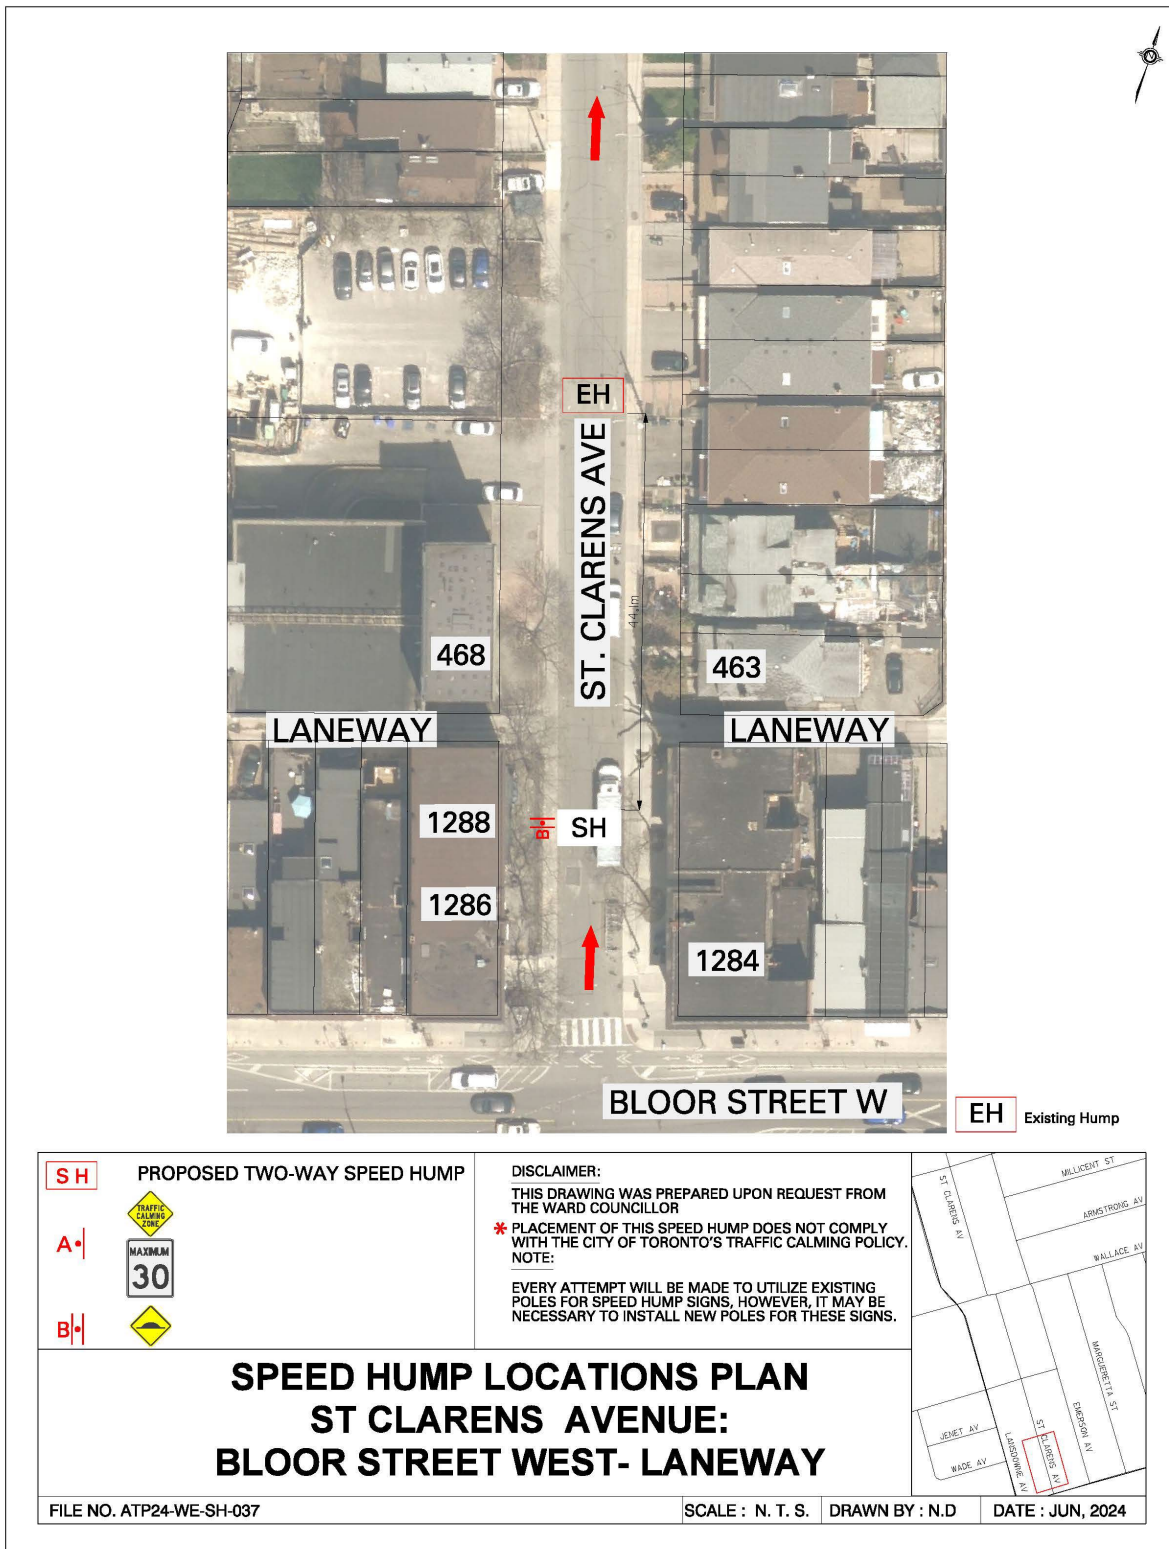 EH
ST. CLARENS AVE
44.1m
468
463
LANEWAY
LANEWAY
1288
B
SH
1286
1284
BLOOR STREET W
EH Existing Hump
SH PROPOSED TWO-WAY SPEED HUMP
TRAFFIC
CALMING
ZONE
A
MAXIMUM
30
B
DISCLAIMER:
THIS DRAWING WAS PREPARED UPON REQUEST FROM
THE WARD COUNCILLOR
* PLACEMENT OF THIS SPEED HUMP DOES NOT COMPLY
WITH THE CITY OF TORONTO'S TRAFFIC CALMING POLICY.
NOTE:
EVERY ATTEMPT WILL BE MADE TO UTILIZE EXISTING
POLES FOR SPEED HUMP SIGNS, HOWEVER, IT MAY BE
NECESSARY TO INSTALL NEW POLES FOR THESE SIGNS.
MILLICENT ST
ST CLARENS AV
ARMSTRONG AV
WALLACE AV
MARGUERETTA ST
EMERSON AV
JENET AV
ST CLARENS AV
LANSDOWNE AV
WADE AV
SPEED HUMP LOCATIONS PLAN
ST CLARENS AVENUE:
BLOOR STREET WEST- LANEWAY
FILE NO. ATP24-WE-SH-037
SCALE : N. T. S.
DRAWN BY : N.D
DATE : JUN, 2024